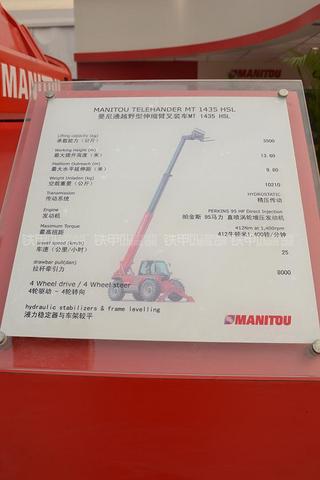 MANITOU
MANITOU
MANITOU TELEHANDER MT 1435 HSL
曼尼通越野型伸缩臂叉装车MT 1435 HSL
Lifting capacity (kg) 3500
承载能力 (公斤)
Working Height (m) 13.60
最大提升高度 (米)
Maximum Outreach (m) 9.80
最大水平延伸距 (米)
Weight Unladen (kg) 10210
空载重量 (公斤)
Transmission HYDROSTATIC
传动系统 精压传动
Engine PERKINS 95 HP Direct Injection
发动机 帕金斯 95马力 直喷涡轮增压发动机
Maximum Torque 412Nm at 1,400rpm
最高扭距 412牛顿米1,400转/分钟
travel speed (km/h) 25
车速 (公里/小时)
drawbar pull(dan) 8000
拉杆牵引力
4 Wheel drive / 4 Wheel steer
4轮驱动 - 4轮转向
hydraulic stabilizers & frame levelling
液力稳定器与车架较平
MANITOU